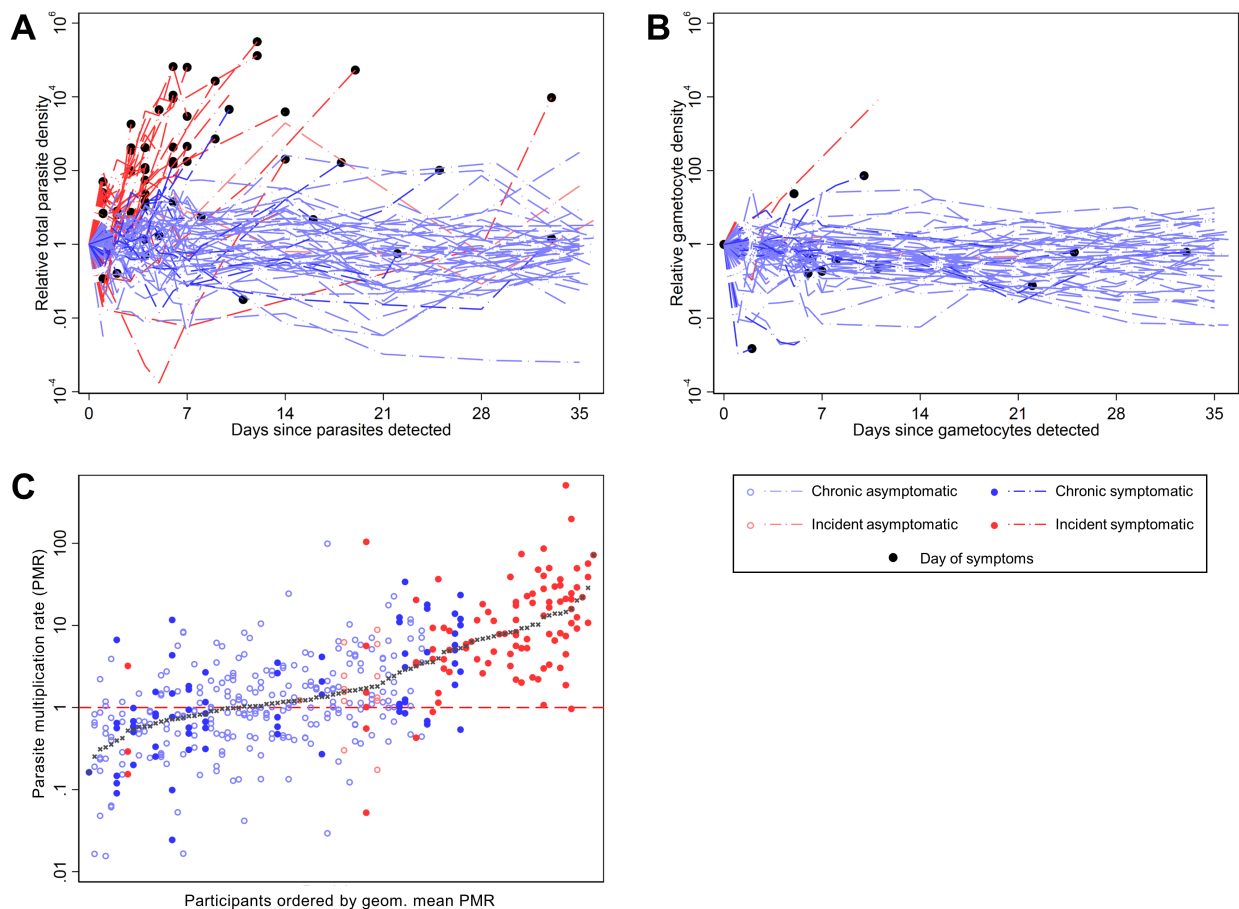 A
Relative total parasite density
10^6
10^4
100
1
.01
10^-4
0 7 14 21 28 35
Days since parasites detected
B
Relative gametocyte density
10^6
10^4
100
1
.01
10^-4
0 7 14 21 28 35
Days since gametocytes detected
C
Parasite multiplication rate (PMR)
100
10
1
.1
.01
Participants ordered by geom. mean PMR
Chronic asymptomatic
Chronic symptomatic
Incident asymptomatic
Incident symptomatic
Day of symptoms